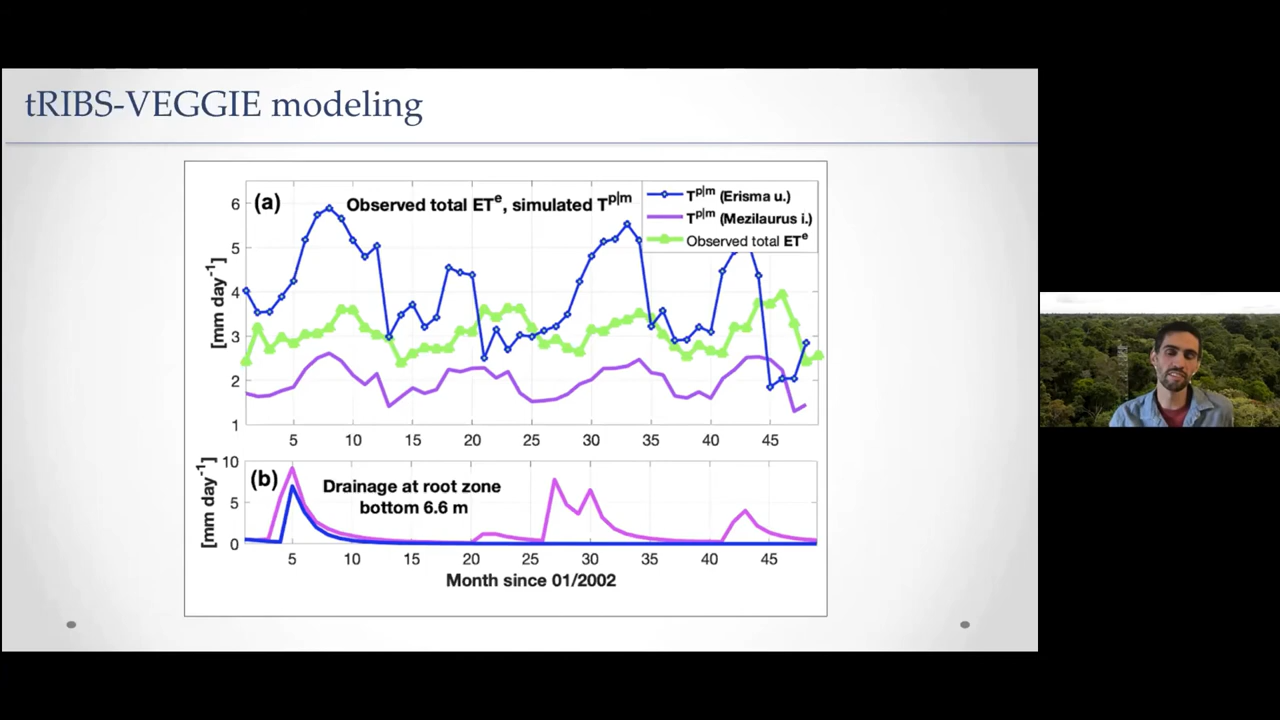 tRIBS-VEGGIE modeling
(a)
Observed total ETᵉ, simulated Tᵖ|ᵐ
Tᵖ|ᵐ (Erisma u.)
Tᵖ|ᵐ (Mezilaurus i.)
Observed total ETᵉ
[mm day⁻¹]
6
5
4
3
2
1
5 10 15 20 25 30 35 40 45
(b)
Drainage at root zone
bottom 6.6 m
[mm day⁻¹]
10
5
0
5 10 15 20 25 30 35 40 45
Month since 01/2002